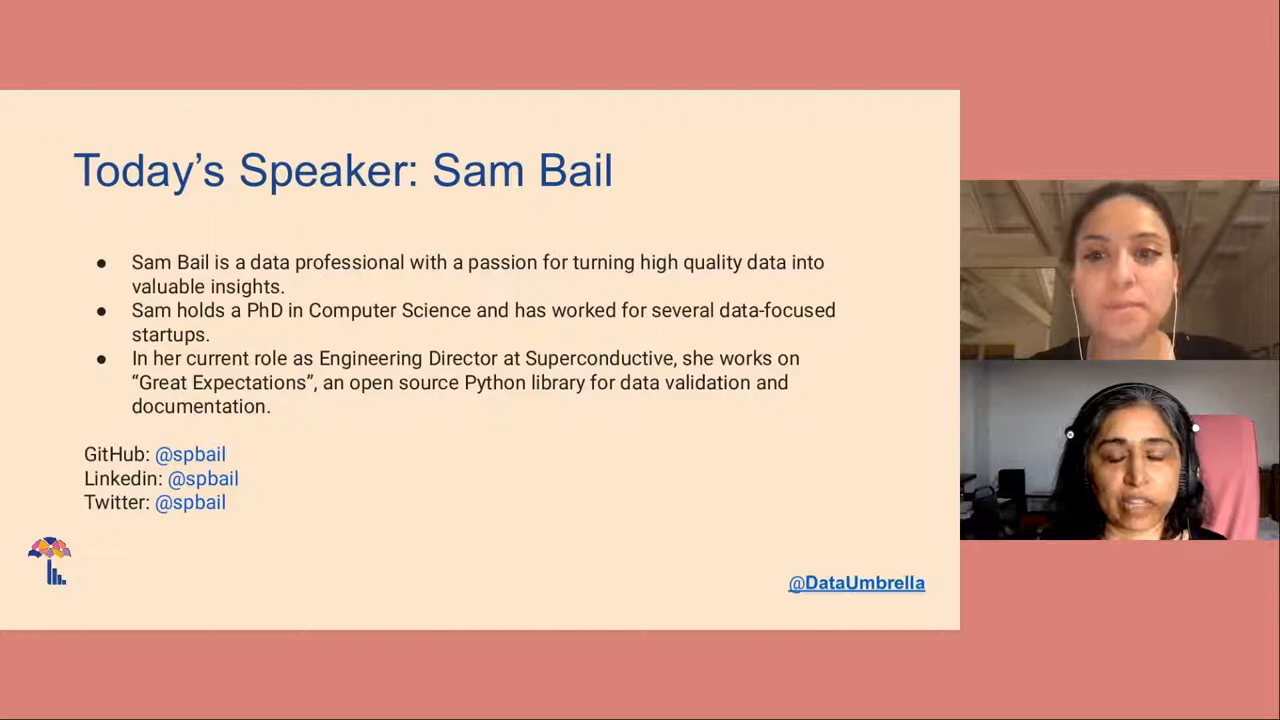 Today’s Speaker: Sam Bail
● Sam Bail is a data professional with a passion for turning high quality data into
valuable insights.
● Sam holds a PhD in Computer Science and has worked for several data-focused
startups.
● In her current role as Engineering Director at Superconductive, she works on
“Great Expectations”, an open source Python library for data validation and
documentation.
GitHub: @spbail
Linkedin: @spbail
Twitter: @spbail
@DataUmbrella